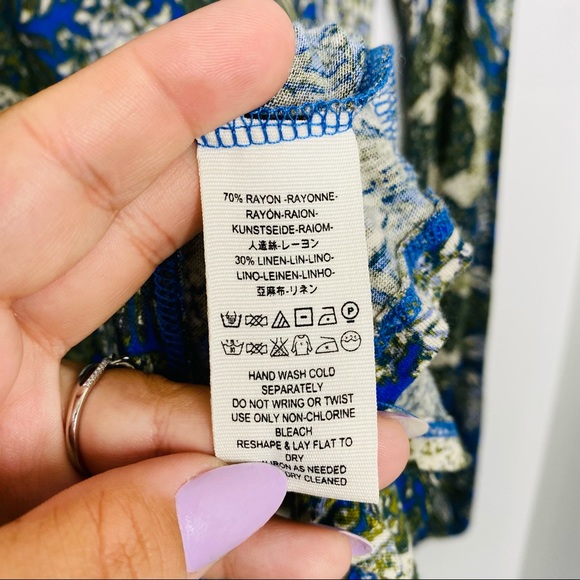 70% RAYON -RAYONNE-
RAYÓN-RAION-
KUNSTSEIDE-RAIOM-
人造絲-レーヨン
30% LINEN-LIN-LINO-
LINO-LEINEN-LINHO-
亞麻布-リネン
P
HAND WASH COLD
SEPARATELY
DO NOT WRING OR TWIST
USE ONLY NON-CHLORINE
BLEACH
RESHAPE & LAY FLAT TO
DRY
IRON AS NEEDED
DRY CLEANED